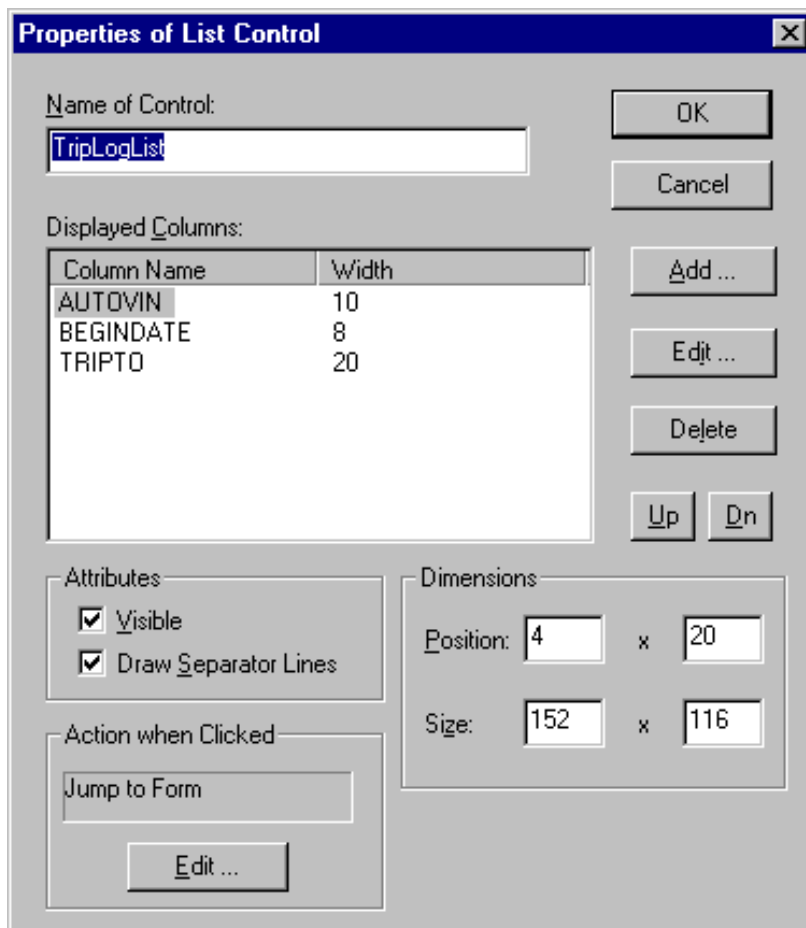 Properties of List Control
Name of Control:
OK
TripLogList
Cancel
Displayed Columns:
Column Name Width
Add ...
AUTOVIN 10
BEGINDATE 8
TRIPTO 20
Edit ...
Delete
Up Dn
Attributes
Visible
Draw Separator Lines
Dimensions
Position: 4 x 20
Size: 152 x 116
Action when Clicked
Jump to Form
Edit ...